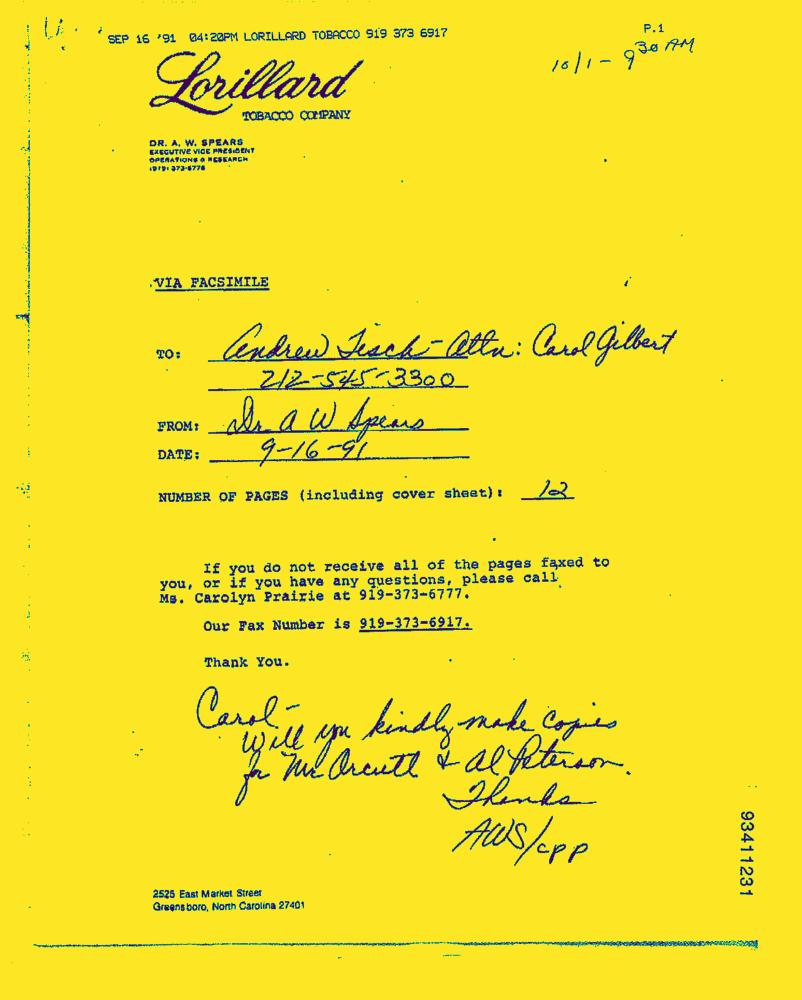 SEP 16 '91 04:20PM LORILLARD TOBACCO 919 373 6917
P.1
10/1 - 9 30 AM
Lorillard
TOBACCO COMPANY
DR. A. W. SPEARS
EXECUTIVE VICE PRESIDENT
OPERATIONS & RESEARCH
(919) 373-6776
VIA FACSIMILE
TO: Andrew Tisch - Attn: Carol Gilbert
212-545-3300
FROM: Dr A W Spears
DATE: 9-16-91
NUMBER OF PAGES (including cover sheet): 12
If you do not receive all of the pages faxed to
you, or if you have any questions, please call
Ms. Carolyn Prairie at 919-373-6777.
Our Fax Number is 919-373-6917.
Thank You.
Carol -
Will you kindly make copies
for Mr Orcutt & Al Peterson.
Thanks
AWS/cpp
93411231
2525 East Market Street
Greensboro, North Carolina 27401